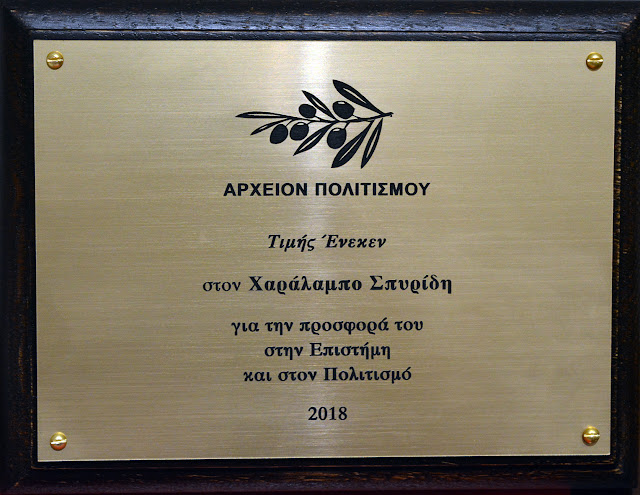 ΑΡΧΕΙΟΝ ΠΟΛΙΤΙΣΜΟΥ
Τιμής Ένεκεν
στον Χαράλαμπο Σπυρίδη
για την προσφορά του
στην Επιστήμη
και στον Πολιτισμό
2018